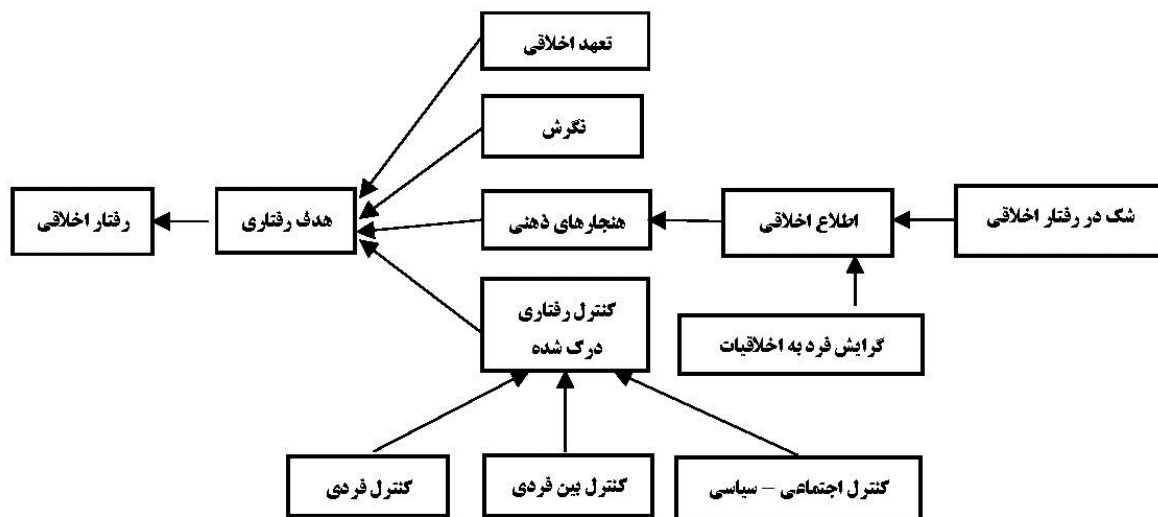 تعهد اخلاقی
نگرش
شک در رفتار اخلاقی
اطلاع اخلاقی
هنجارهای ذهنی
هدف رفتاری
رفتار اخلاقی
کنترل رفتاری
درک شده
گرایش فرد به اخلاقیات
کنترل اجتماعی – سیاسی
کنترل بین فردی
کنترل فردی